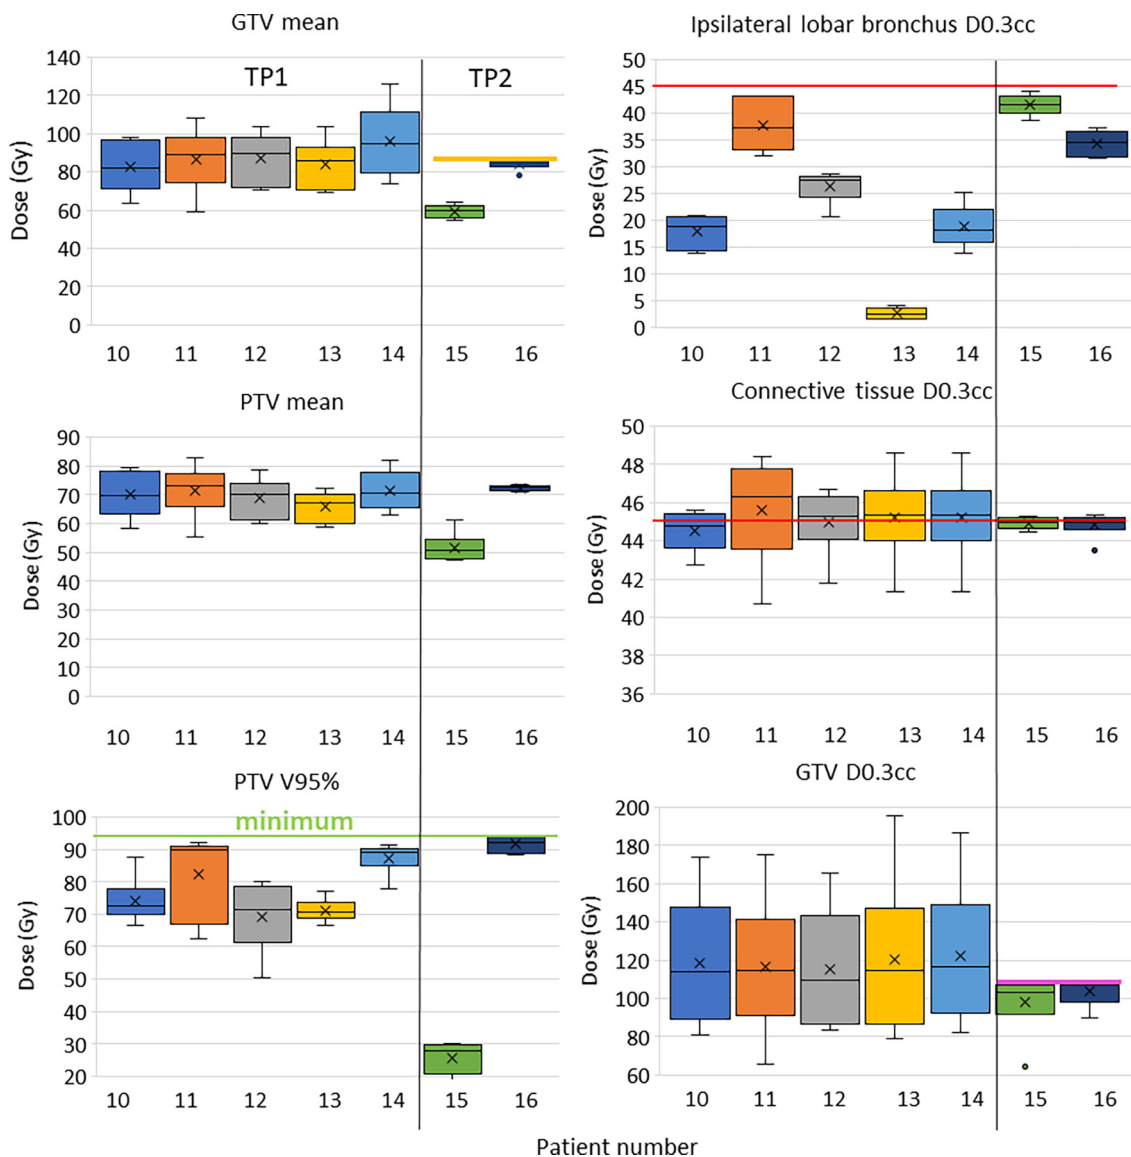 GTV mean
TP1
TP2
Dose (Gy)
140
120
100
80
60
40
20
0
10 11 12 13 14 15 16
Ipsilateral lobar bronchus D0.3cc
Dose (Gy)
50
45
40
35
30
25
20
15
10
5
0
10 11 12 13 14 15 16
PTV mean
Dose (Gy)
90
80
70
60
50
40
30
20
10
0
10 11 12 13 14 15 16
Connective tissue D0.3cc
Dose (Gy)
50
48
46
44
42
40
38
36
10 11 12 13 14 15 16
PTV V95%
minimum
Dose (Gy)
100
90
80
70
60
50
40
30
20
10 11 12 13 14 15 16
GTV D0.3cc
Dose (Gy)
200
180
160
140
120
100
80
60
10 11 12 13 14 15 16
Patient number